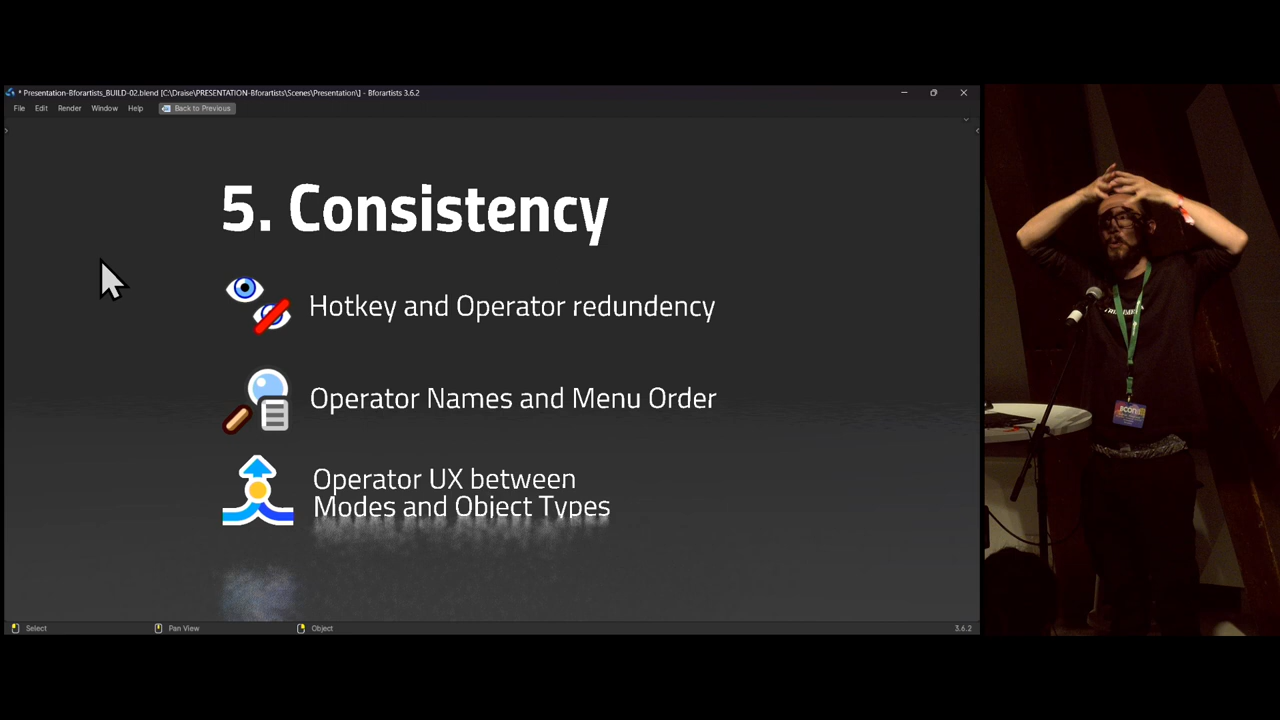 * Presentation-Bforartists_BUILD-02.blend [C:\Draise\PRESENTATION-Bforartists\Scenes\Presentation\] - Bforartists 3.6.2
File Edit Render Window Help Back to Previous
5. Consistency
Hotkey and Operator redundency
Operator Names and Menu Order
Operator UX between
Modes and Object Types
Select Pan View Object 3.6.2